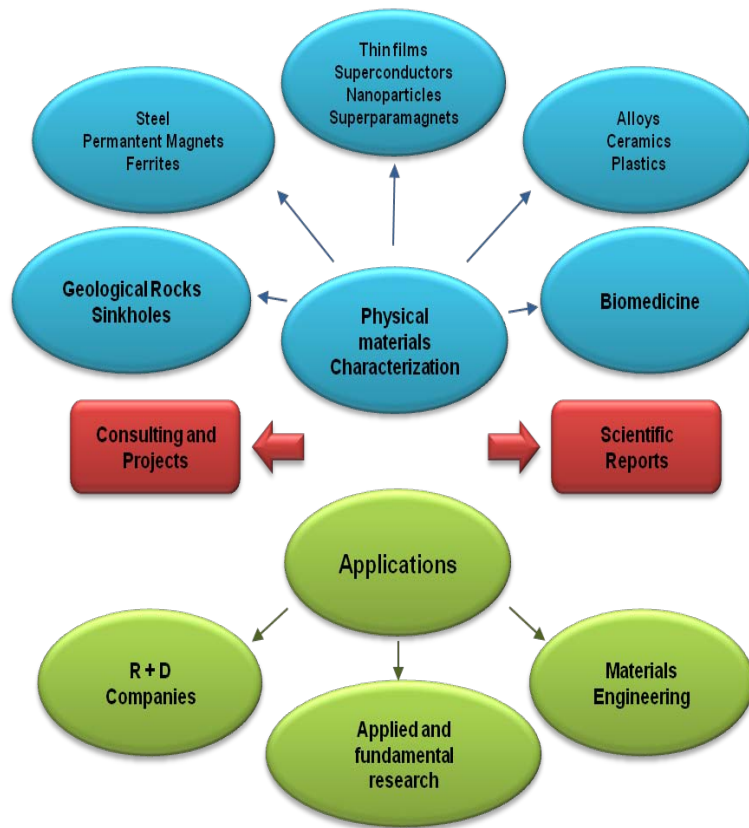 Thin films
Superconductors
Nanoparticles
Superparamagnets
Steel
Permantent Magnets
Ferrites
Alloys
Ceramics
Plastics
Geological Rocks
Sinkholes
Physical
materials
Characterization
Biomedicine
Consulting and
Projects
Scientific
Reports
Applications
R + D
Companies
Applied and
fundamental
research
Materials
Engineering